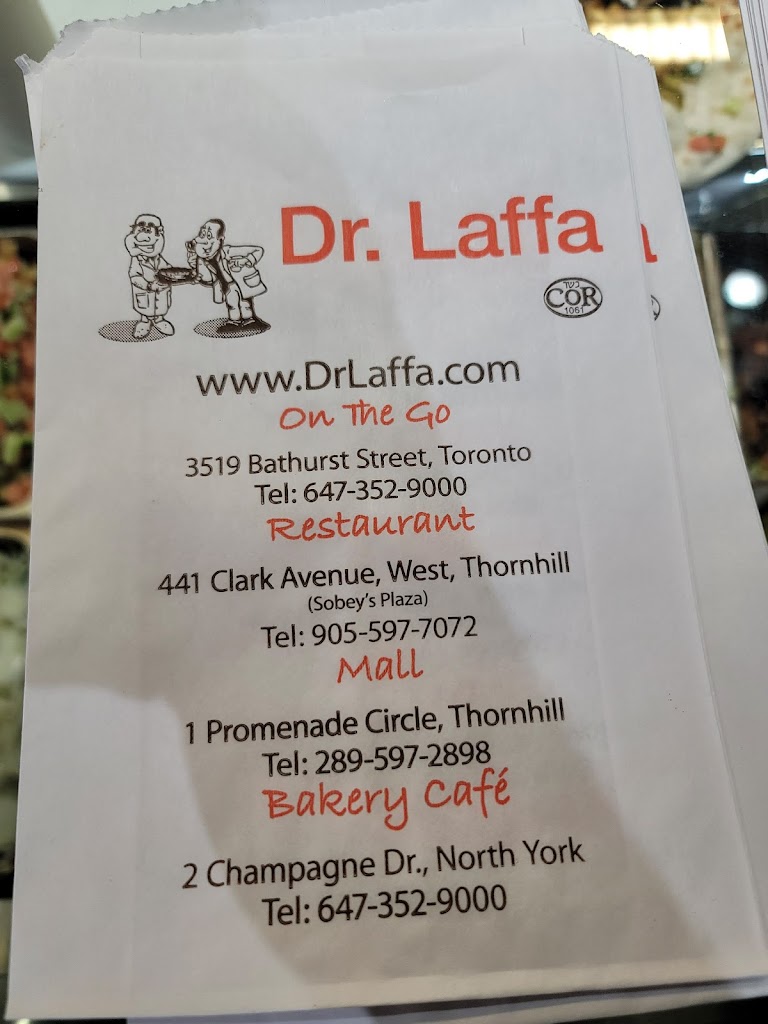 Dr. Laffa
כשר
COR
1061
www.DrLaffa.com
On The Go
3519 Bathurst Street, Toronto
Tel: 647-352-9000
Restaurant
441 Clark Avenue, West, Thornhill
(Sobey's Plaza)
Tel: 905-597-7072
Mall
1 Promenade Circle, Thornhill
Tel: 289-597-2898
Bakery Café
2 Champagne Dr., North York
Tel: 647-352-9000
a